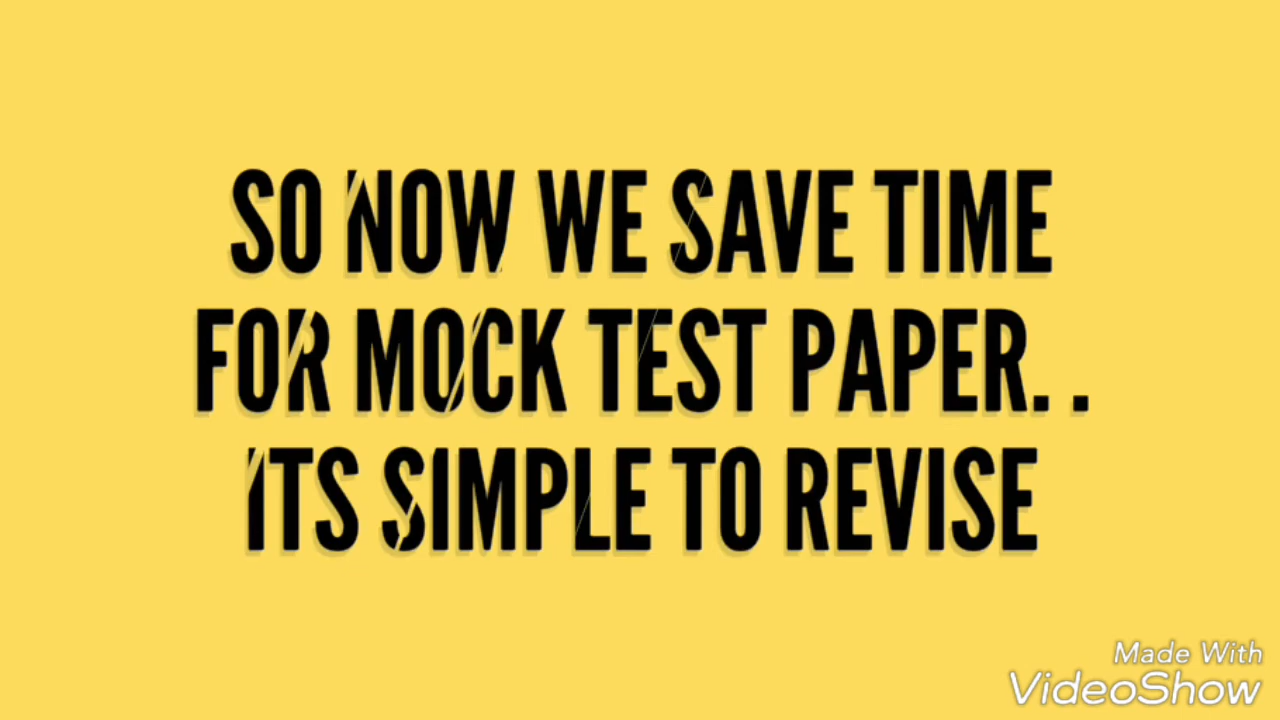 SO NOW WE SAVE TIME
FOR MOCK TEST PAPER. .
ITS SIMPLE TO REVISE
Made With
VideoShow